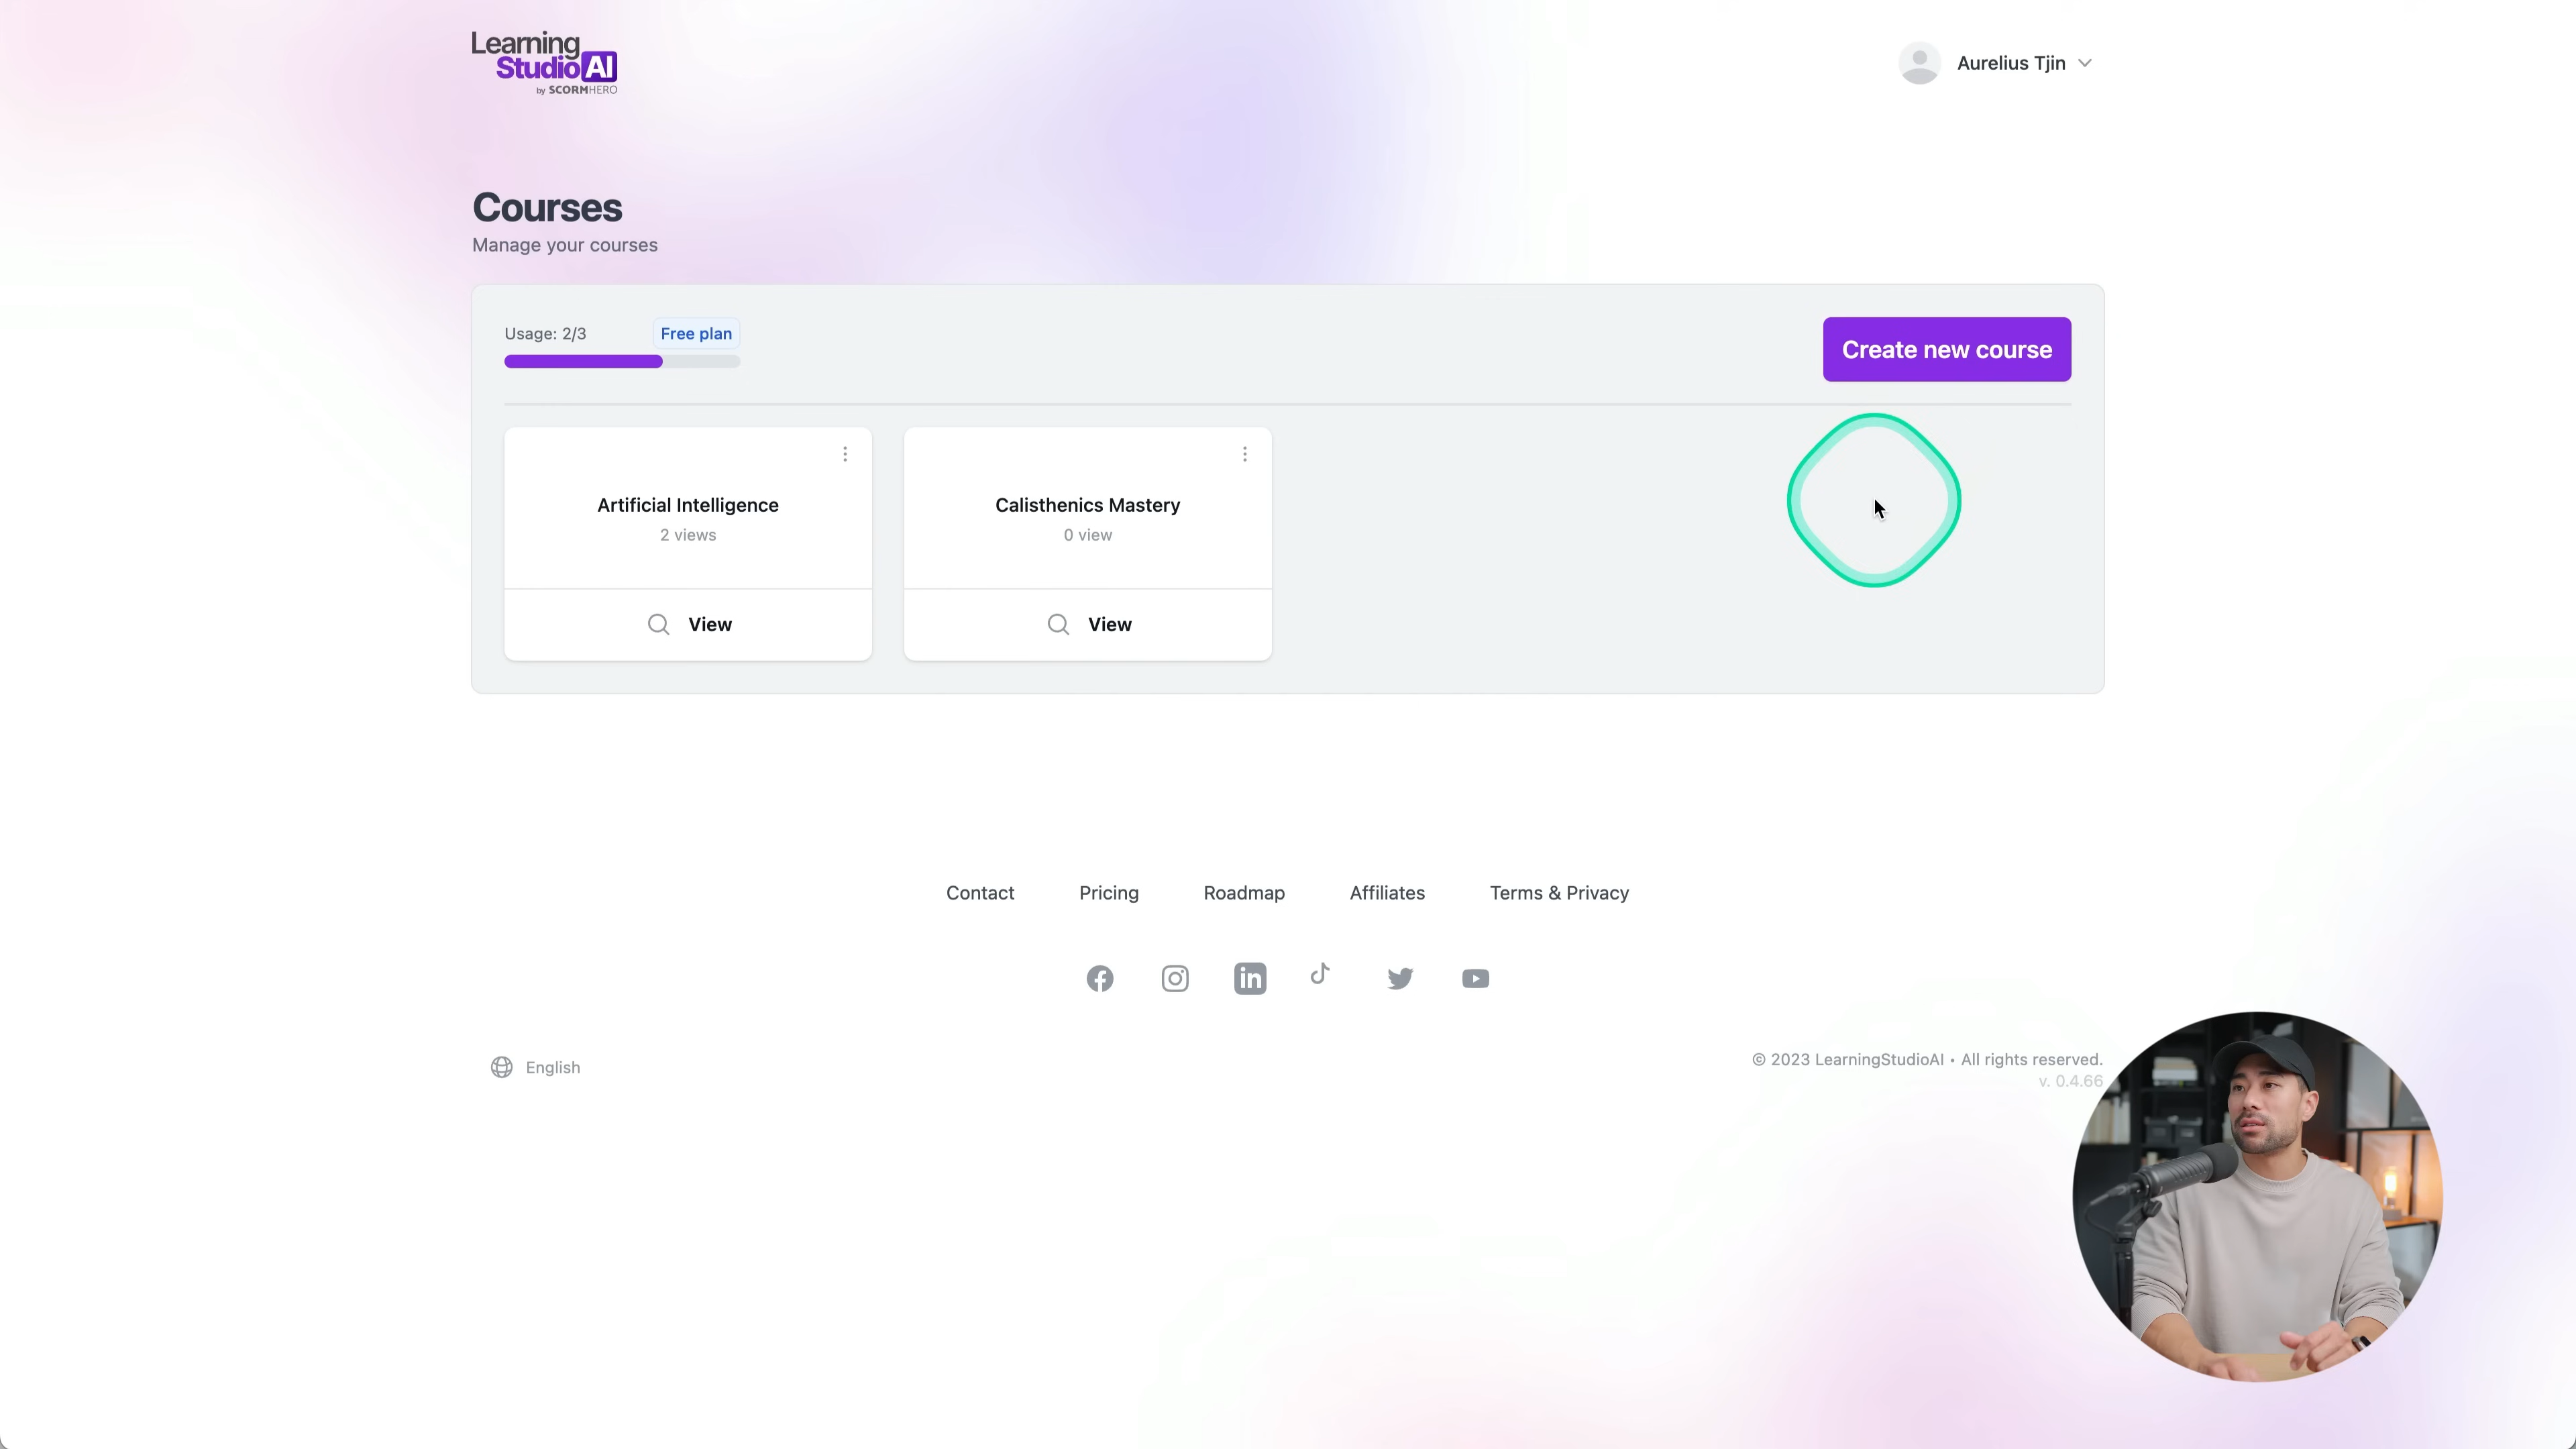 Learning
Studio AI
by SCORMHERO
Aurelius Tjin
Courses
Manage your courses
Usage: 2/3
Free plan
Create new course
Artificial Intelligence
2 views
View
Calisthenics Mastery
0 view
View
Contact
Pricing
Roadmap
Affiliates
Terms & Privacy
English
© 2023 LearningStudioAI • All rights reserved.
v. 0.4.66